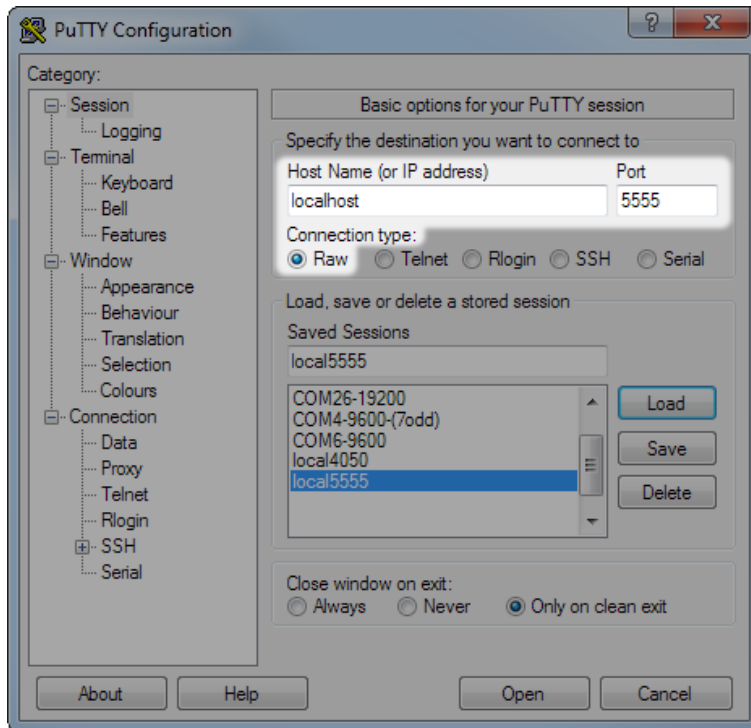 PuTTY Configuration
Category:
Session
Logging
Terminal
Keyboard
Bell
Features
Window
Appearance
Behaviour
Translation
Selection
Colours
Connection
Data
Proxy
Telnet
Rlogin
SSH
Serial
Basic options for your PuTTY session
Specify the destination you want to connect to
Host Name (or IP address) Port
localhost 5555
Connection type:
Raw Telnet Rlogin SSH Serial
Load, save or delete a stored session
Saved Sessions
local5555
COM26-19200
COM4-9600-(7odd)
COM6-9600
local4050
local5555
Load
Save
Delete
Close window on exit:
Always Never Only on clean exit
About Help Open Cancel